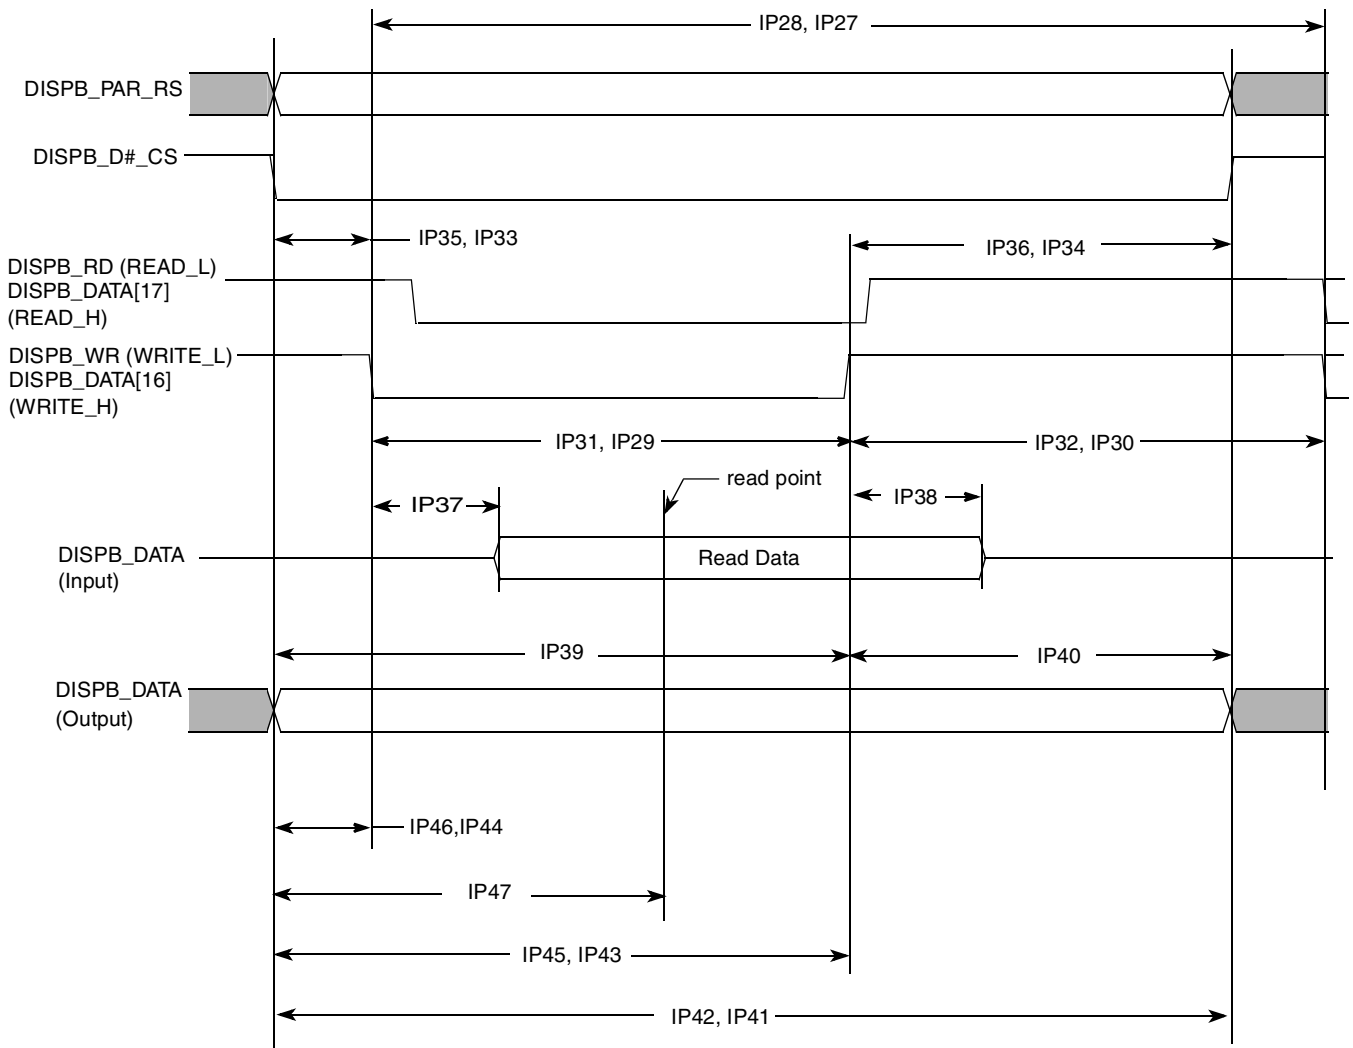 IP28, IP27
DISPB_PAR_RS
DISPB_D#_CS
IP35, IP33
IP36, IP34
DISPB_RD (READ_L)
DISPB_DATA[17]
(READ_H)
DISPB_WR (WRITE_L)
DISPB_DATA[16]
(WRITE_H)
IP31, IP29
IP32, IP30
read point
IP37
IP38
DISPB_DATA
(Input)
Read Data
IP39
IP40
DISPB_DATA
(Output)
IP46,IP44
IP47
IP45, IP43
IP42, IP41